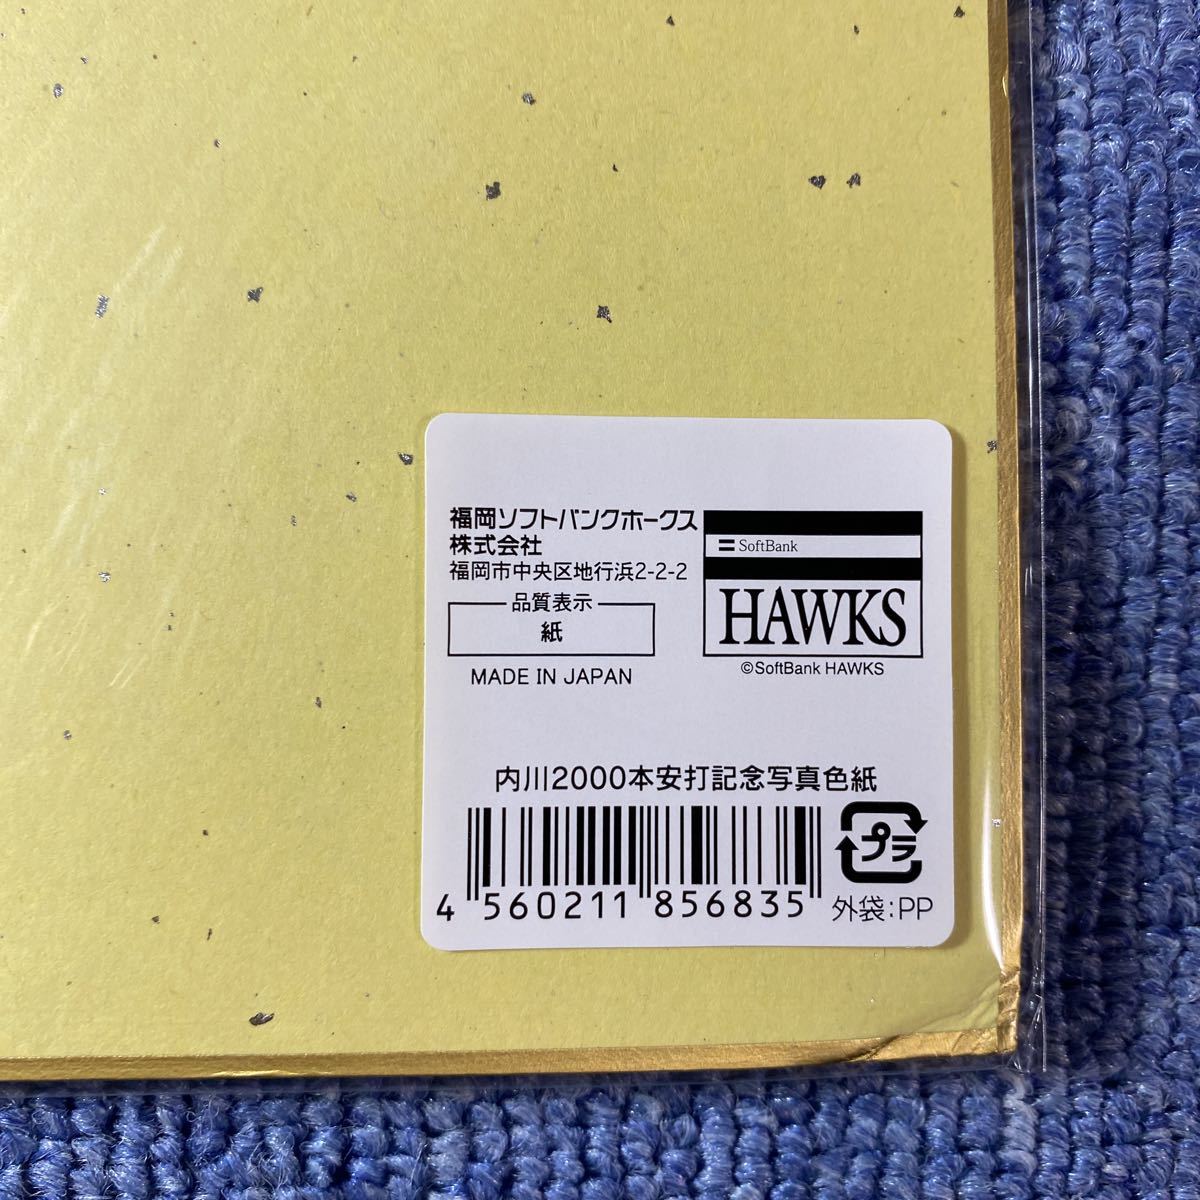 福岡ソフトバンクホークス
株式会社
福岡市中央区地行浜2-2-2
品質表示
紙
MADE IN JAPAN
SoftBank
HAWKS
©SoftBank HAWKS
内川2000本安打記念写真色紙
4 560211 856835
プラ
外袋:PP